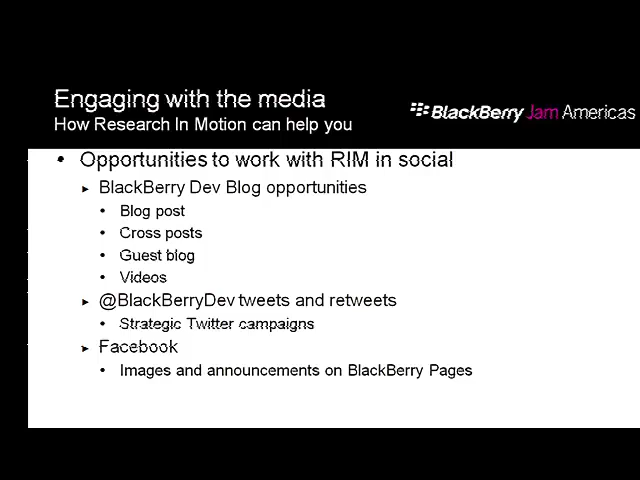 Engaging with the media
How Research In Motion can help you
BlackBerry Jam Americas
• Opportunities to work with RIM in social
► BlackBerry Dev Blog opportunities
• Blog post
• Cross posts
• Guest blog
• Videos
► @BlackBerryDev tweets and retweets
• Strategic Twitter campaigns
► Facebook
• Images and announcements on BlackBerry Pages